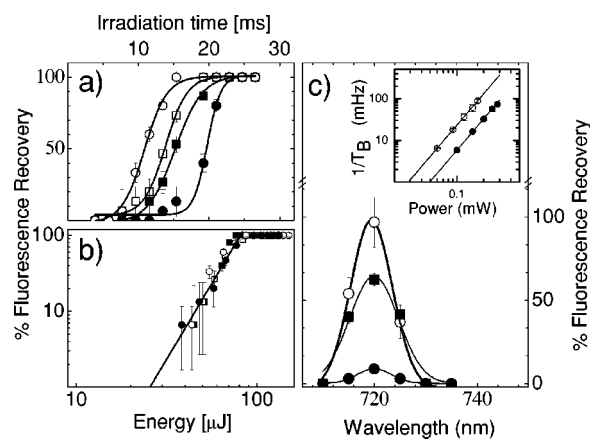 Irradiation time [ms]
10 20 30
a)
100
50
% Fluorescence Recovery
b)
100
10
10 100
Energy [μJ]
c)
1/T_B (mHz)
100
10
0.1
Power (mW)
100
50
0
% Fluorescence Recovery
720 740
Wavelength (nm)